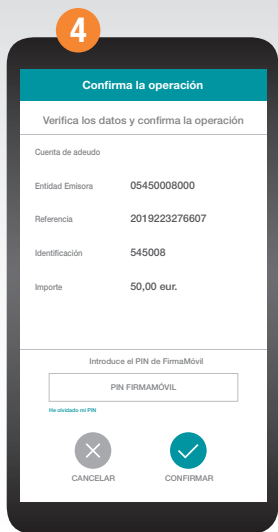 4
Confirma la operación
Verifica los datos y confirma la operación
Cuenta de adeudo
Entidad Emisora 05450008000
Referencia 2019223276607
Identificación 545008
Importe 50,00 eur.
Introduce el PIN de FirmaMóvil
PIN FIRMAMÓVIL
He olvidado mi PIN
CANCELAR CONFIRMAR